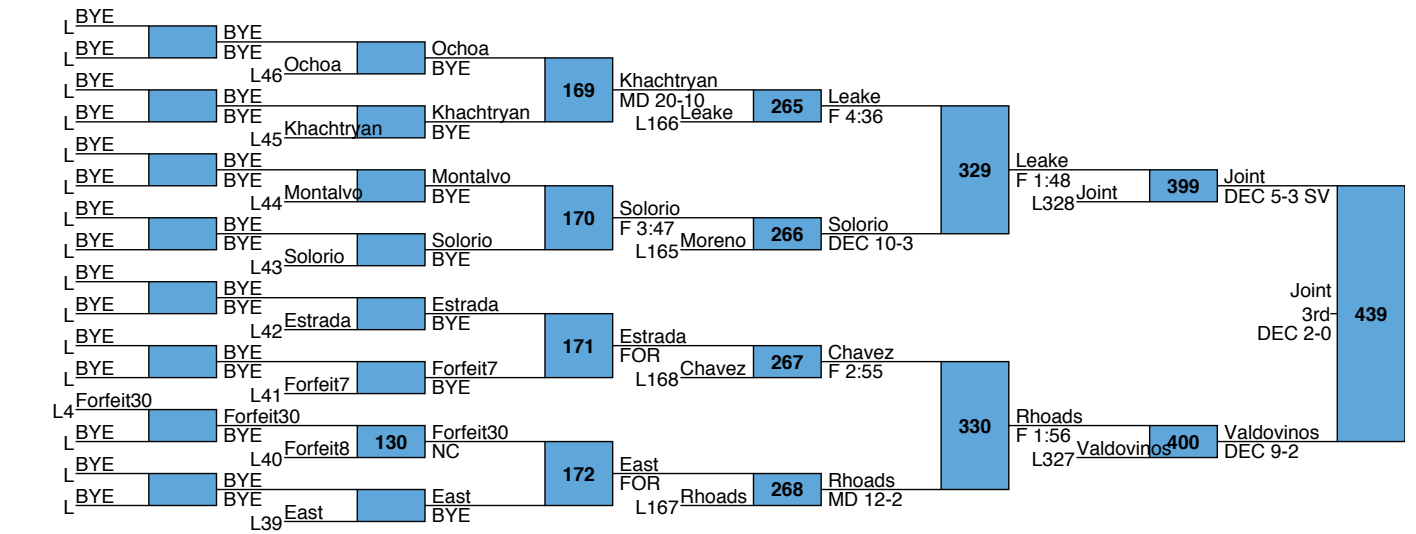 BYE
L
BYE
L
BYE
BYE
L46 Ochoa
Ochoa
BYE
BYE
L
BYE
L
BYE
BYE
L45 Khachtryan
Khachtryan
BYE
169
Khachtryan
MD 20-10
L166 Leake
265
Leake
F 4:36
BYE
L
BYE
L
BYE
BYE
L44 Montalvo
Montalvo
BYE
BYE
L
BYE
L
BYE
BYE
L43 Solorio
Solorio
BYE
170
Solorio
F 3:47
L165 Moreno
266
Solorio
DEC 10-3
329
Leake
F 1:48
L328 Joint
399
Joint
DEC 5-3 SV
BYE
L
BYE
L
BYE
BYE
L42 Estrada
Estrada
BYE
BYE
L
BYE
L
BYE
BYE
L41 Forfeit7
Forfeit7
BYE
171
Estrada
FOR
L168 Chavez
267
Chavez
F 2:55
L4 Forfeit30
BYE
L
Forfeit30
BYE
L40 Forfeit8
130
Forfeit30
NC
BYE
L
BYE
L
BYE
BYE
L39 East
East
BYE
172
East
FOR
L167 Rhoads
268
Rhoads
MD 12-2
330
Rhoads
F 1:56
L327 Valdovinos
400
Valdovinos
DEC 9-2
Joint
3rd
DEC 2-0
439